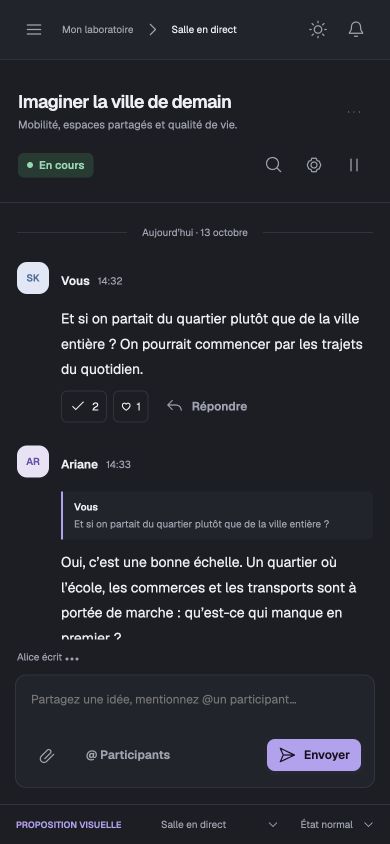 Mon laboratoire > Salle en direct
Imaginer la ville de demain
Mobilité, espaces partagés et qualité de vie.
En cours
Aujourd'hui · 13 octobre
SK
Vous 14:32
Et si on partait du quartier plutôt que de la ville
entière ? On pourrait commencer par les trajets
du quotidien.
2 1 Répondre
AR
Ariane 14:33
Vous
Et si on partait du quartier plutôt que de la ville entière ?
Oui, c'est une bonne échelle. Un quartier où
l'école, les commerces et les transports sont à
portée de marche : qu'est-ce qui manque en
premier ?
Alice écrit •••
Partagez une idée, mentionnez @un participant…
@ Participants Envoyer
PROPOSITION VISUELLE Salle en direct État normal